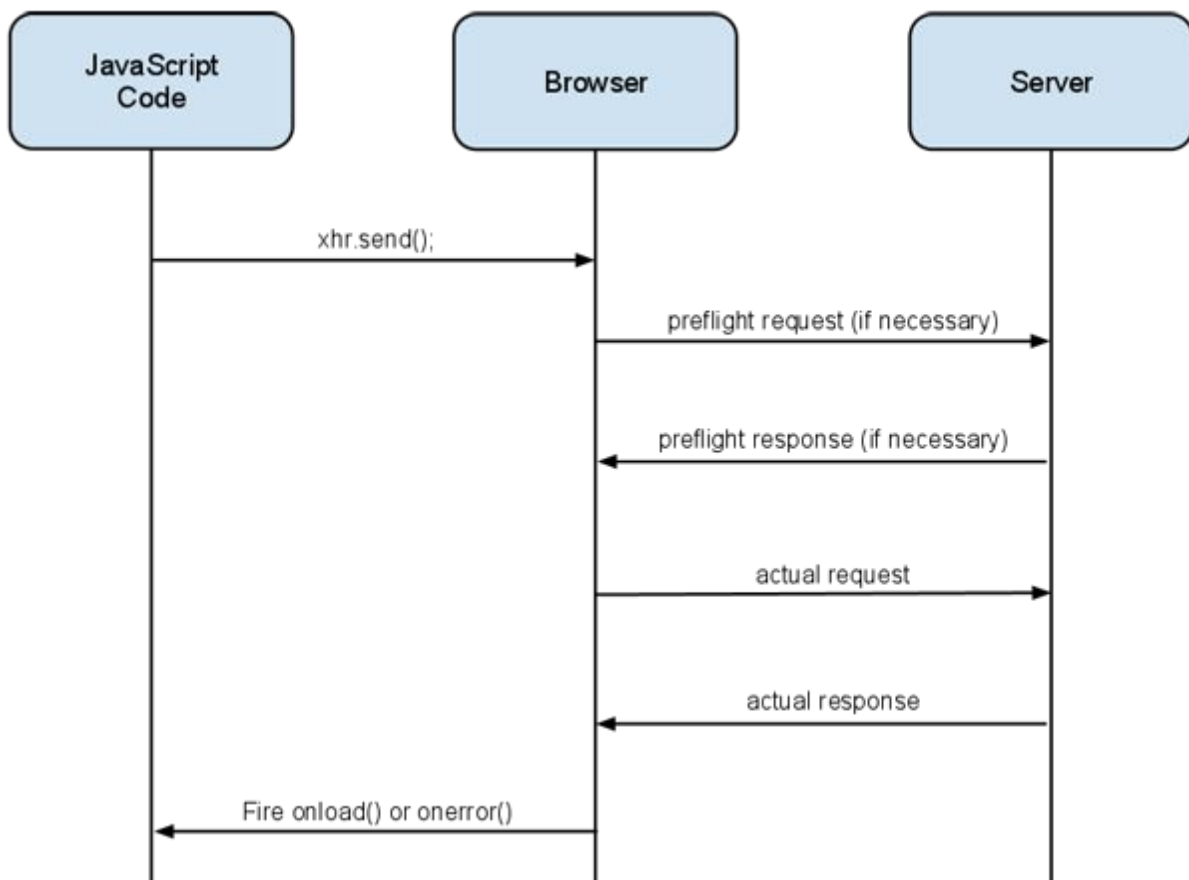 JavaScript
Code
Browser
Server
xhr.send();
preflight request (if necessary)
preflight response (if necessary)
actual request
actual response
Fire onload() or onerror()